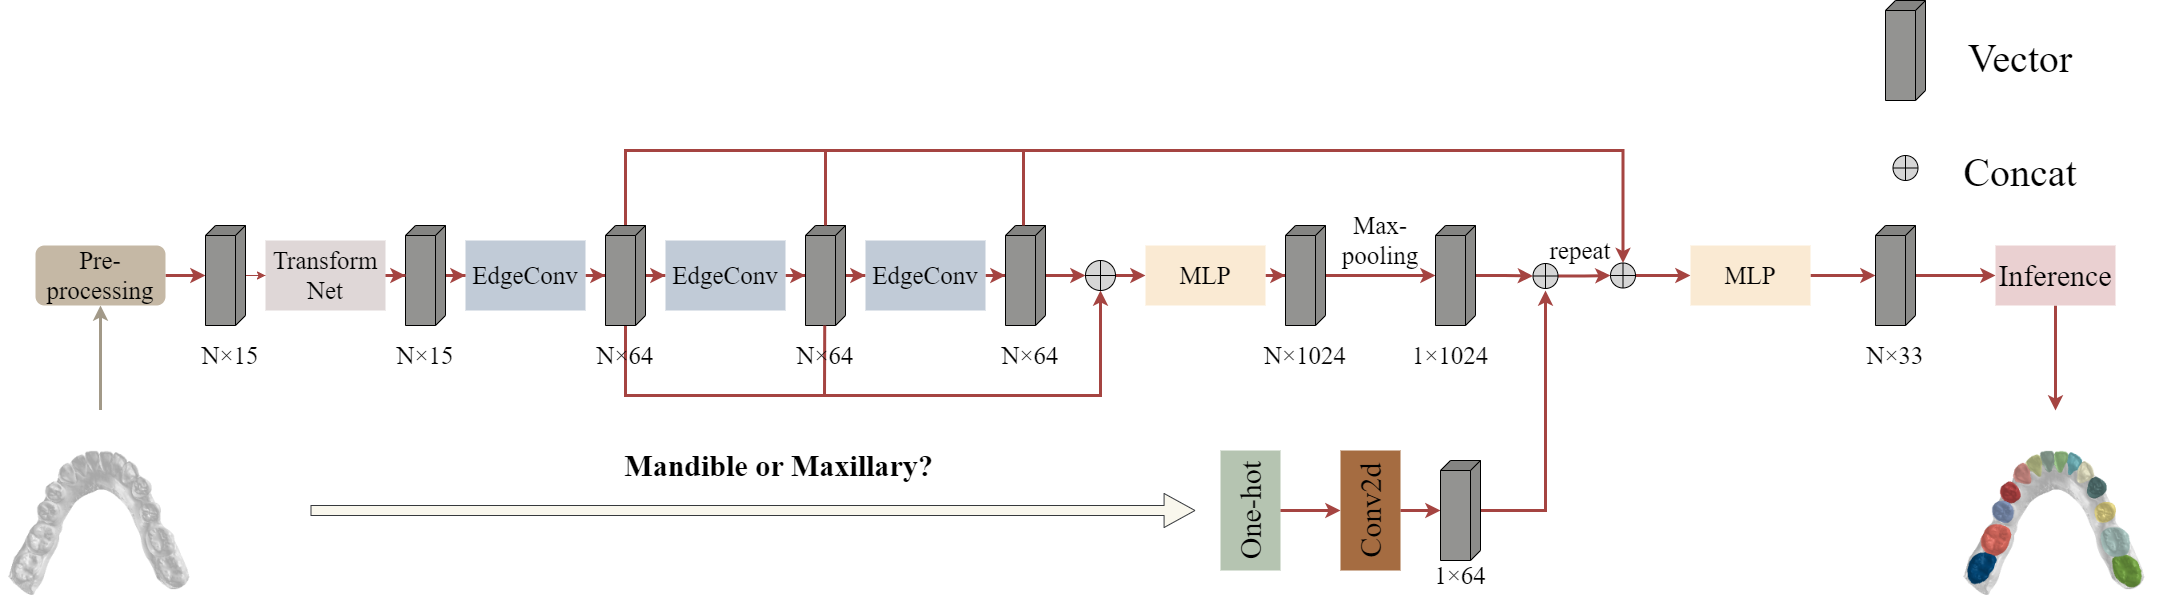 Vector
Concat
Pre-
processing
Transform
Net
EdgeConv
EdgeConv
EdgeConv
MLP
Max-
pooling
repeat
MLP
Inference
N×15
N×15
N×64
N×64
N×64
N×1024
1×1024
N×33
Mandible or Maxillary?
One-hot
Conv2d
1×64